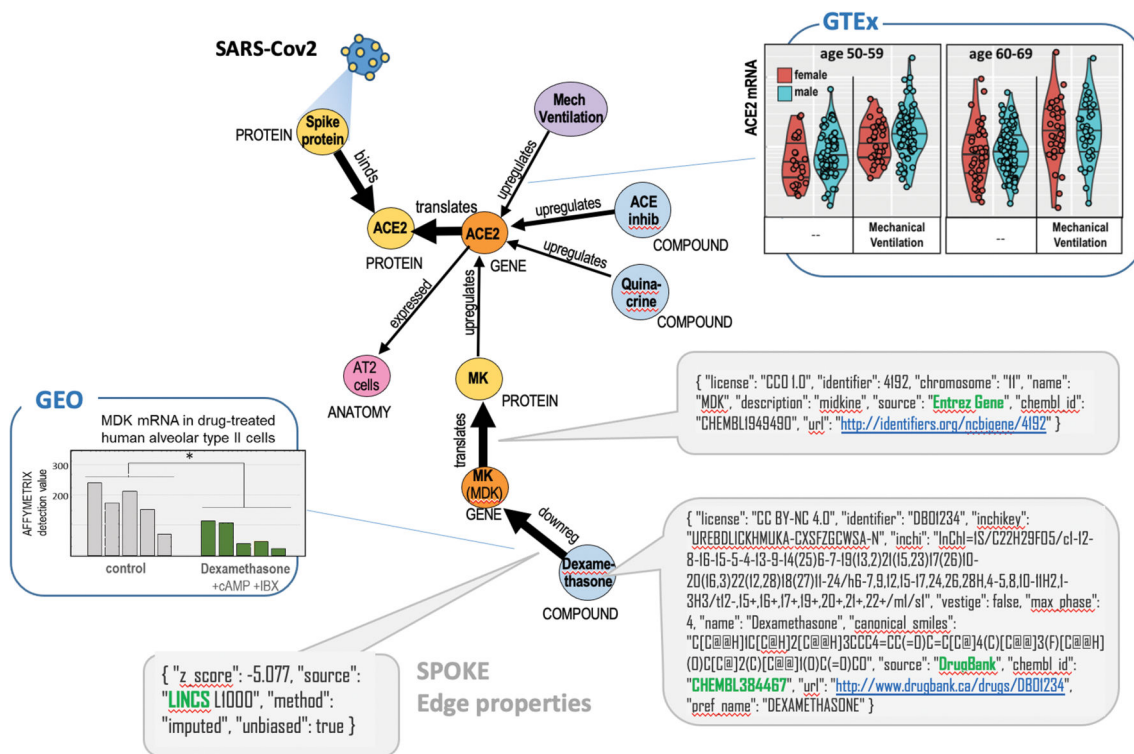 SARS-Cov2
PROTEIN
Spike
protein
binds
Mech
Ventilation
upregulates
translates
ACE2
PROTEIN
ACE2
GENE
upregulates
ACE
inhib
COMPOUND
upregulates
Quina-
crine
COMPOUND
expressed
upregulates
AT2
cells
ANATOMY
MK
PROTEIN
translates
MK
(MDK)
GENE
downreg
Dexame-
thasone
COMPOUND
GTEx
age 50-59
age 60-69
female
male
ACE2 mRNA
--
Mechanical
Ventilation
--
Mechanical
Ventilation
GEO
MDK mRNA in drug-treated
human alveolar type II cells
*
300
200
AFFYMETRIX
detection value
control
Dexamethasone
+cAMP +IBX
{ "license": "CC0 1.0", "identifier": 4192, "chromosome": "11", "name":
"MDK", "description": "midkine", "source": "Entrez Gene", "chembl_id":
"CHEMBL1949490", "url": "http://identifiers.org/ncbigene/4192" }
{ "license": "CC BY-NC 4.0", "identifier": "DB01234", "inchikey":
"UREBDLICKHMUKA-CXSFZGCWSA-N", "inchi": "InChI=1S/C22H29FO5/c1-12-
8-16-15-5-4-13-9-14(25)6-7-19(13,2)21(15,23)17(26)10-
20(16,3)22(12,28)18(27)11-24/h6-7,9,12,15-17,24,26,28H,4-5,8,10-11H2,1-
3H3/t12-,15+,16+,17+,19+,20+,21+,22+/m1/s1", "vestige": false, "max_phase":
4, "name": "Dexamethasone", "canonical_smiles":
"C[C@@H]1C[C@H]2[C@@H]3CCC4=CC(=O)C=C[C@]4(C)[C@@]3(F)[C@@H]
(O)C[C@]2(C)[C@@]1(O)C(=O)CO", "source": "DrugBank", "chembl_id":
"CHEMBL384467", "url": "http://www.drugbank.ca/drugs/DB01234",
"pref_name": "DEXAMETHASONE" }
{ "z_score": -5.077, "source":
"LINCS L1000", "method":
"imputed", "unbiased": true }
SPOKE
Edge properties